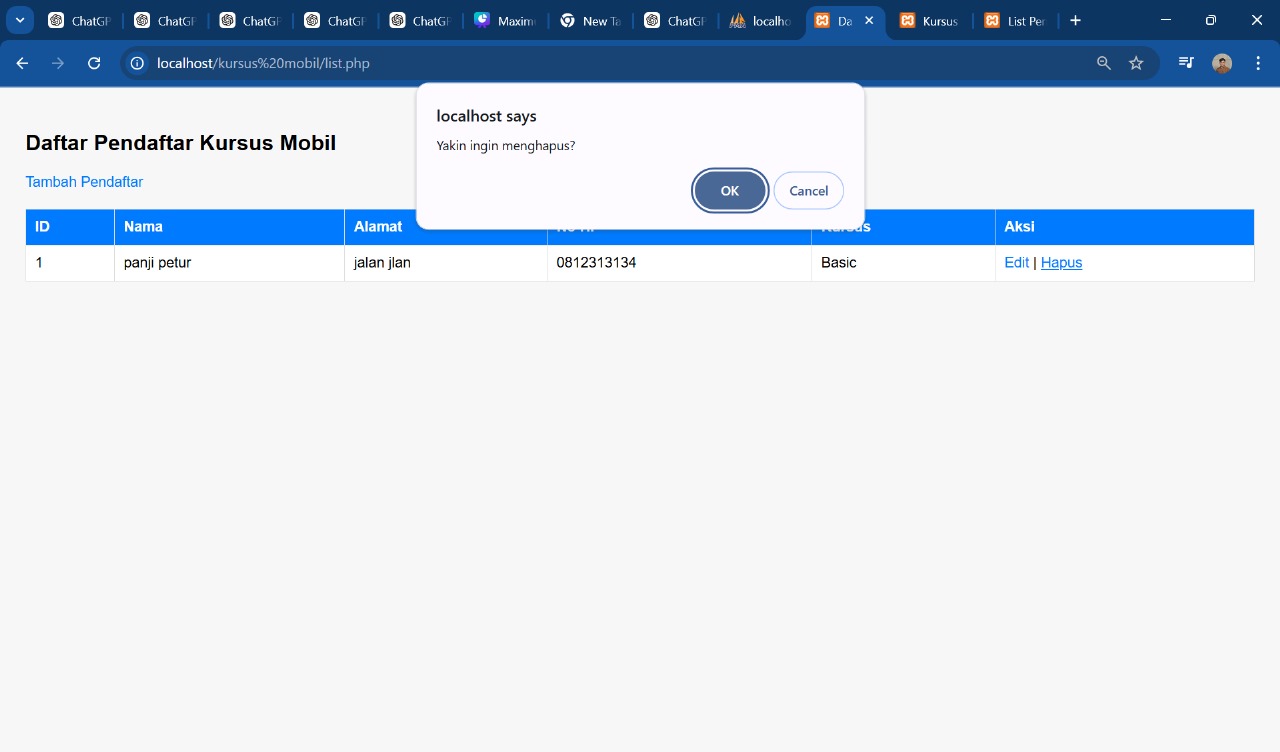 ChatGP ChatGP ChatGP ChatGP ChatGP Maxim New Ta ChatGP localho Da Kursus List Per
localhost/kursus%20mobil/list.php
localhost says
Yakin ingin menghapus?
OK Cancel
Daftar Pendaftar Kursus Mobil
Tambah Pendaftar
ID Nama Alamat Kursus Aksi
1 panji petur jalan jlan 0812313134 Basic Edit | Hapus